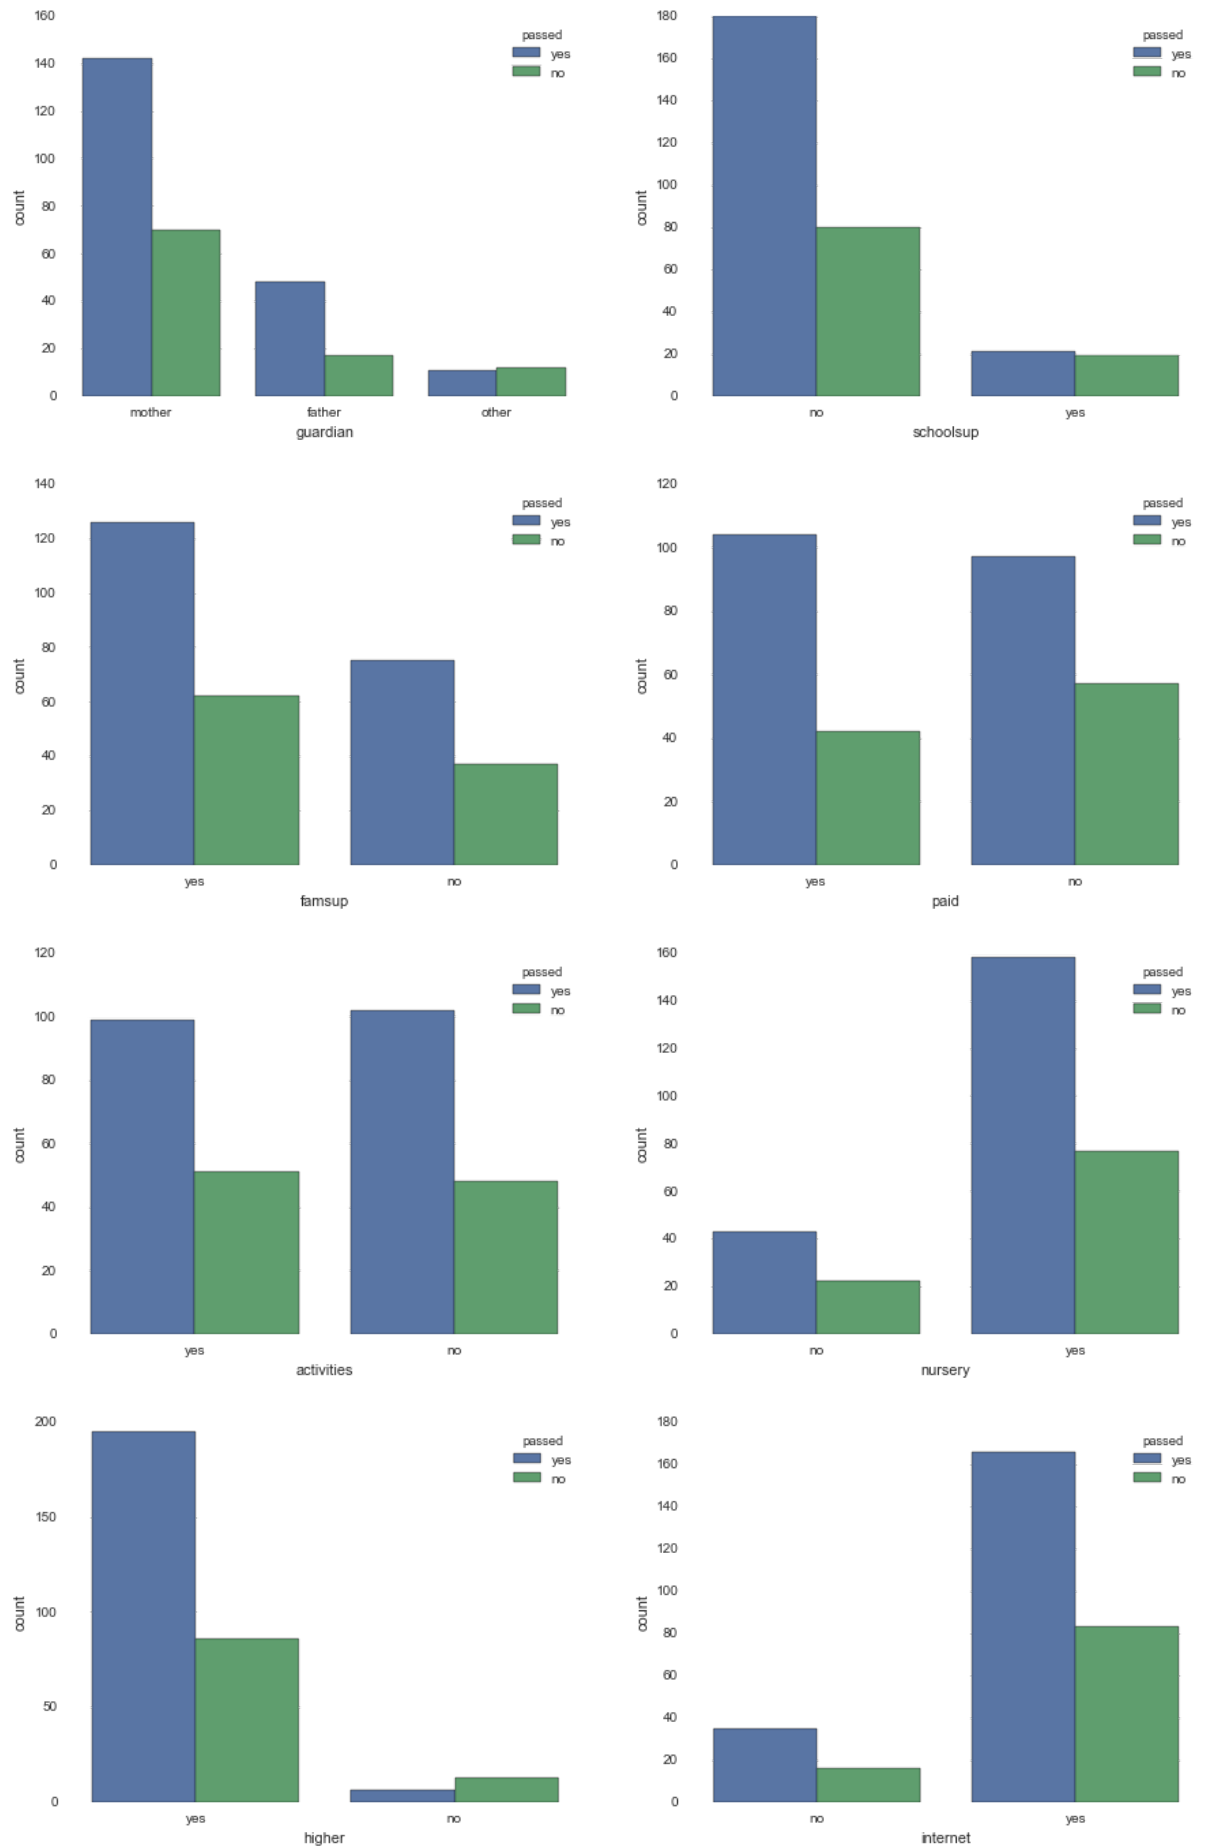 160
140
120
100
80
60
40
20
0
count
mother father other
guardian
passed
yes
no
180
160
140
120
100
80
60
40
20
0
count
no yes
schoolsup
passed
yes
no
140
120
100
80
60
40
20
0
count
yes no
famsup
passed
yes
no
120
100
80
60
40
20
0
count
yes no
paid
passed
yes
no
120
100
80
60
40
20
0
count
yes no
activities
passed
yes
no
160
140
120
100
80
60
40
20
0
count
no yes
nursery
passed
yes
no
200
150
100
50
0
count
yes no
higher
passed
yes
no
180
160
140
120
100
80
60
40
20
0
count
no yes
internet
passed
yes
no